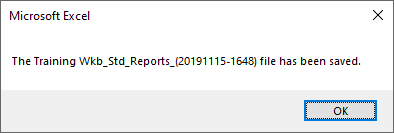 Microsoft Excel
The Training Wkb_Std_Reports_(20191115-1648) file has been saved.
OK